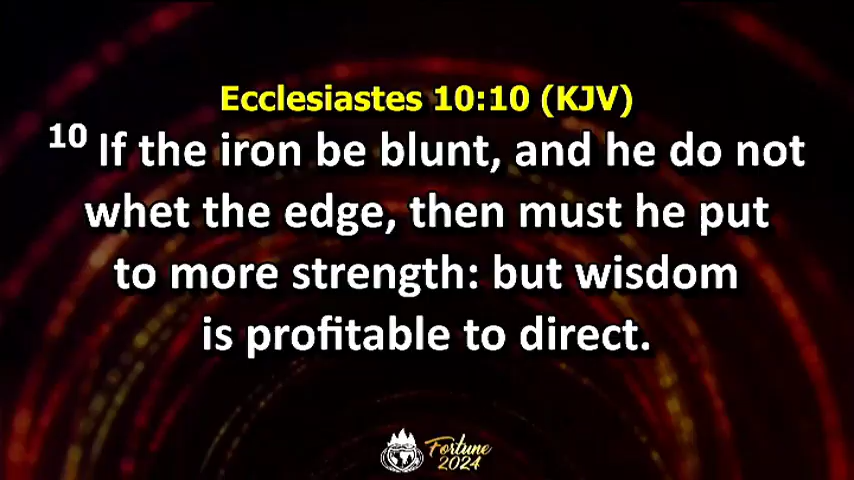 Ecclesiastes 10:10 (KJV)
10 If the iron be blunt, and he do not
whet the edge, then must he put
to more strength: but wisdom
is profitable to direct.
Fortune
2024